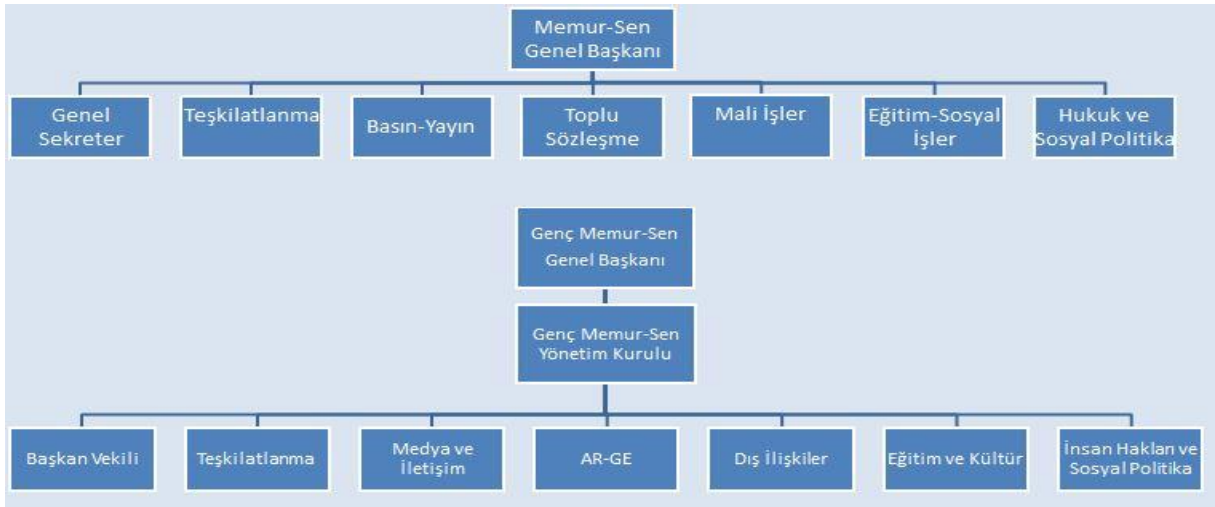 Memur-Sen
Genel Başkanı
Genel
Sekreter
Teşkilatlanma
Basın-Yayın
Toplu
Sözleşme
Mali İşler
Eğitim-Sosyal
İşler
Hukuk ve
Sosyal Politika
Genç Memur-Sen
Genel Başkanı
Genç Memur-Sen
Yönetim Kurulu
Başkan Vekili
Teşkilatlanma
Medya ve
İletişim
AR-GE
Dış İlişkiler
Eğitim ve Kültür
İnsan Hakları ve
Sosyal Politika